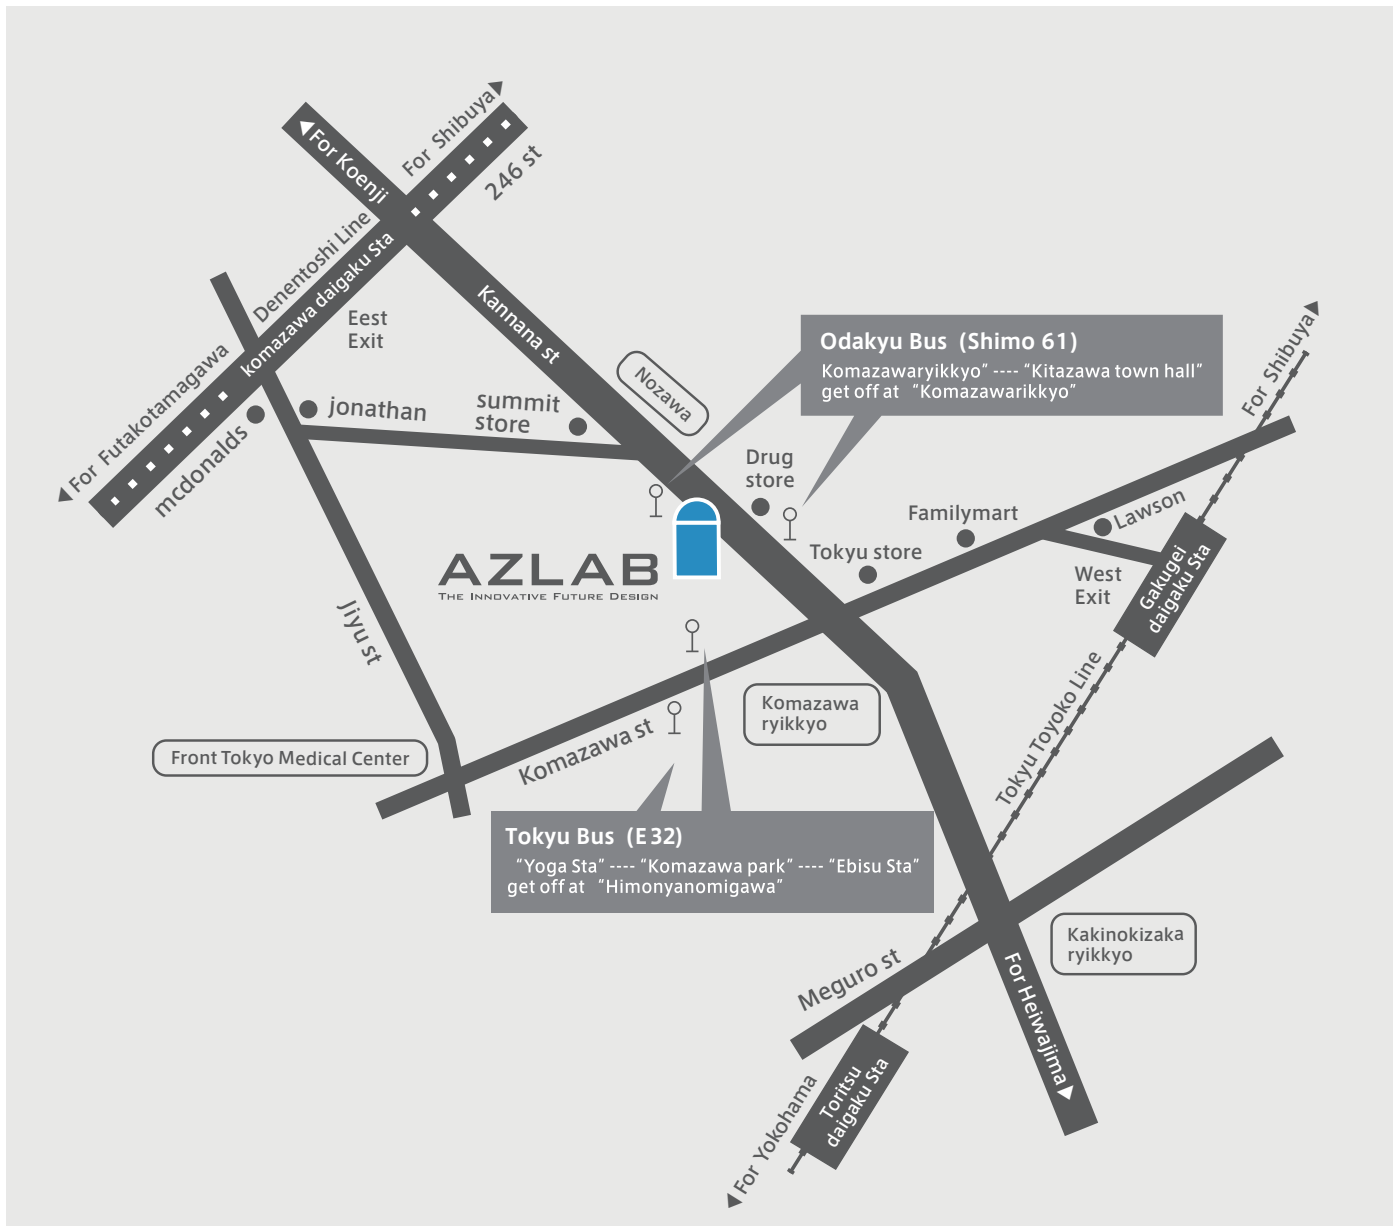 For Shibuya
For Koenji
246 st
Denentoshi Line
komazawa daigaku Sta
For Futakotamagawa
Eest
Exit
Kannana st
jonathan
mcdonalds
summit
store
Nozawa
Odakyu Bus (Shimo 61)
Komazawaryikkyo” ---- “Kitazawa town hall”
get off at “Komazawarikkyo”
For Shibuya
Drug
store
Familymart
Lawson
Tokyu store
West
Exit
Gakugei
daigaku Sta
AZLAB
THE INNOVATIVE FUTURE DESIGN
Jiyu st
Komazawa st
Komazawa
ryikkyo
Front Tokyo Medical Center
Tokyu Toyoko Line
Tokyu Bus (E32)
“Yoga Sta” ---- “Komazawa park” ---- “Ebisu Sta”
get off at “Himonyanomigawa”
Kakinokizaka
ryikkyo
Meguro st
For Heiwajima
Toritsu
daigaku Sta
For Yokohama